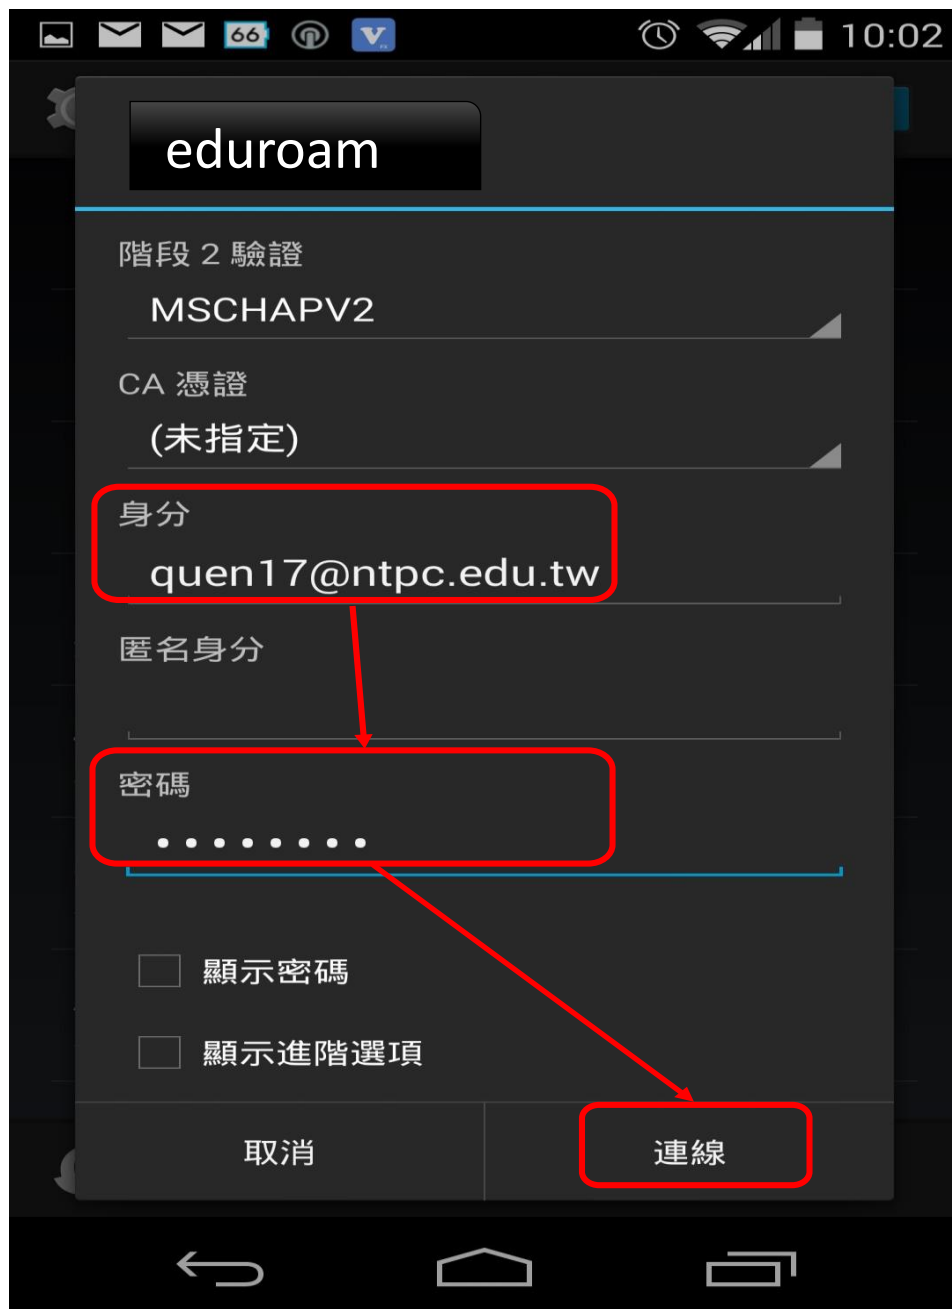 66
10:02
eduroam
階段 2 驗證
MSCHAPV2
CA 憑證
(未指定)
身分
quen17@ntpc.edu.tw
匿名身分
密碼
••••••••
顯示密碼
顯示進階選項
取消
連線